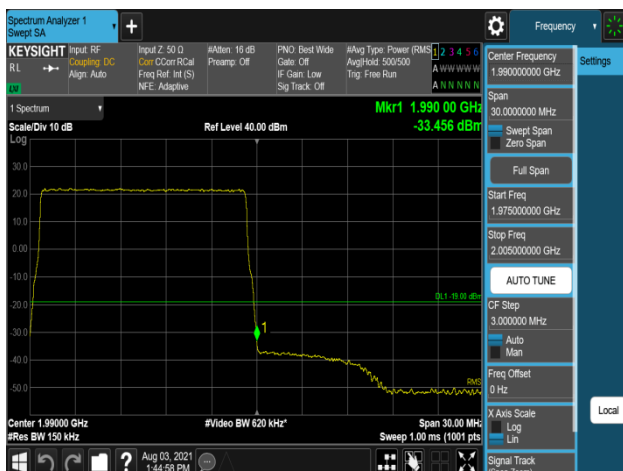 Spectrum Analyzer 1
Swept SA
+
Frequency
KEYSIGHT
RL
LW
Input: RF
Coupling: DC
Align: Auto
Input Z: 50 Ω
Corr CCorr RCal
Freq Ref: Int (S)
NFE: Adaptive
#Atten: 16 dB
Preamp: Off
PNO: Best Wide
Gate: Off
IF Gain: Low
Sig Track: Off
#Avg Type: Power (RMS
Avg|Hold: 500/500
Trig: Free Run
1 2 3 4 5 6
A W W W W W
A N N N N N
1 Spectrum
Scale/Div 10 dB
Log
Ref Level 40.00 dBm
Mkr1 1.990 00 GHz
-33.456 dBm
30.0
20.0
10.0
0.00
-10.0
-20.0
-30.0
-40.0
-50.0
DL1 -19.00 dBm
1
RMS
Center 1.99000 GHz
#Res BW 150 kHz
#Video BW 620 kHz*
Span 30.00 MHz
Sweep 1.00 ms (1001 pts
Aug 03, 2021
1:44:58 PM
Center Frequency
1.990000000 GHz
Span
30.0000000 MHz
Swept Span
Zero Span
Full Span
Start Freq
1.975000000 GHz
Stop Freq
2.005000000 GHz
AUTO TUNE
CF Step
3.000000 MHz
Auto
Man
Freq Offset
0 Hz
X Axis Scale
Log
Lin
Signal Track
Settings
Local